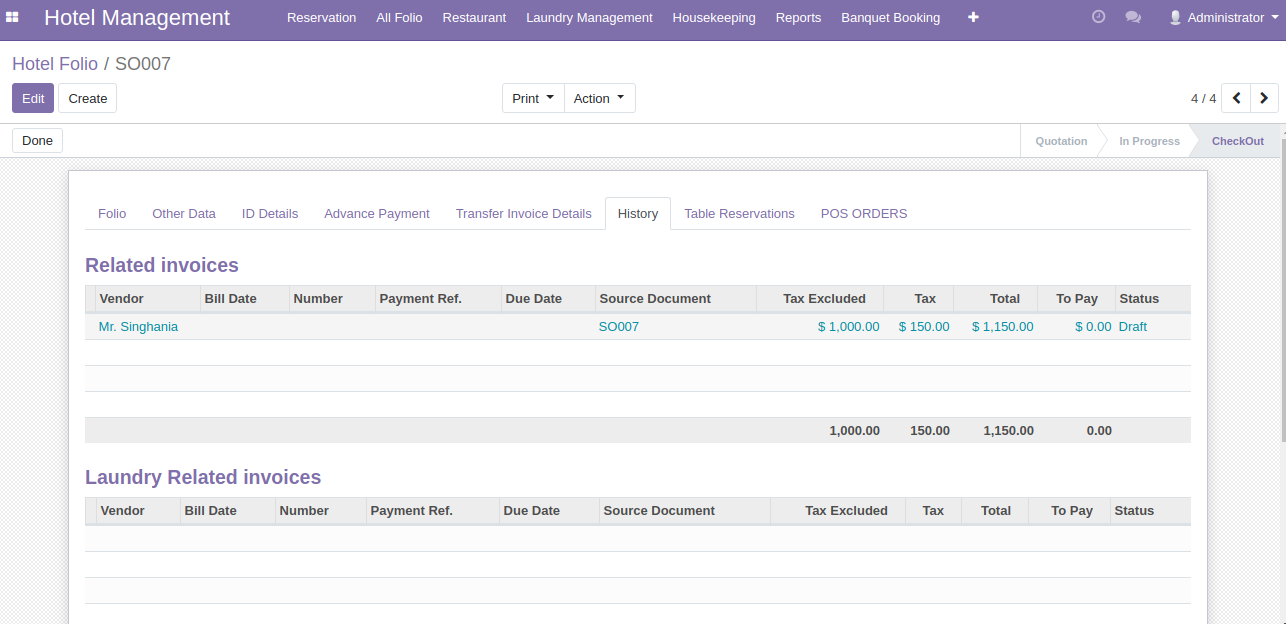 Hotel Management Reservation All Folio Restaurant Laundry Management Housekeeping Reports Banquet Booking Administrator
Hotel Folio / SO007
Edit Create Print Action 4 / 4
Done Quotation In Progress CheckOut
Folio Other Data ID Details Advance Payment Transfer Invoice Details History Table Reservations POS ORDERS
Related invoices
Vendor Bill Date Number Payment Ref. Due Date Source Document Tax Excluded Tax Total To Pay Status
Mr. Singhania SO007 $ 1,000.00 $ 150.00 $ 1,150.00 $ 0.00 Draft
1,000.00 150.00 1,150.00 0.00
Laundry Related invoices
Vendor Bill Date Number Payment Ref. Due Date Source Document Tax Excluded Tax Total To Pay Status